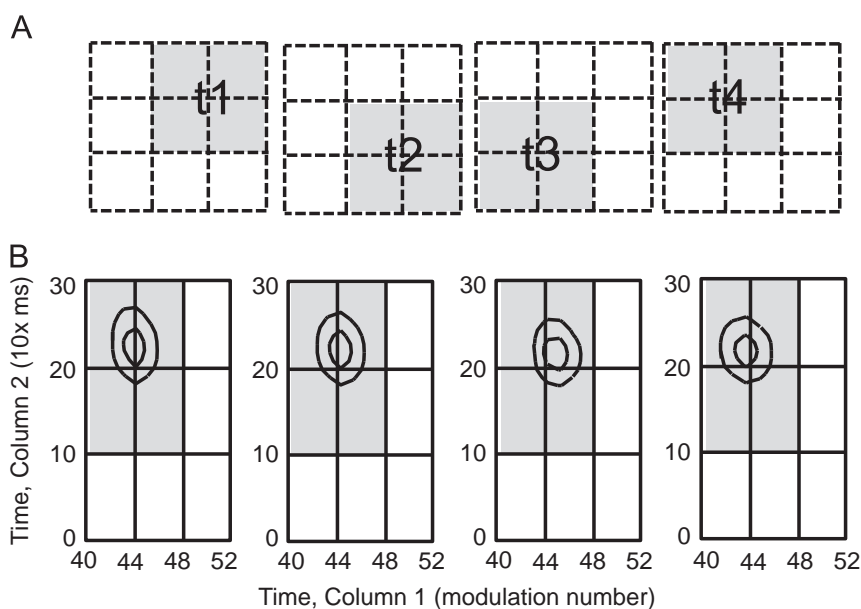 A
t1 t2 t3 t4
B
Time, Column 2 (10x ms)
30 30 30 30
20 20 20 20
10 10 10 10
0 0 0 0
40 44 48 52 40 44 48 52 40 44 48 52 40 44 48 52
Time, Column 1 (modulation number)